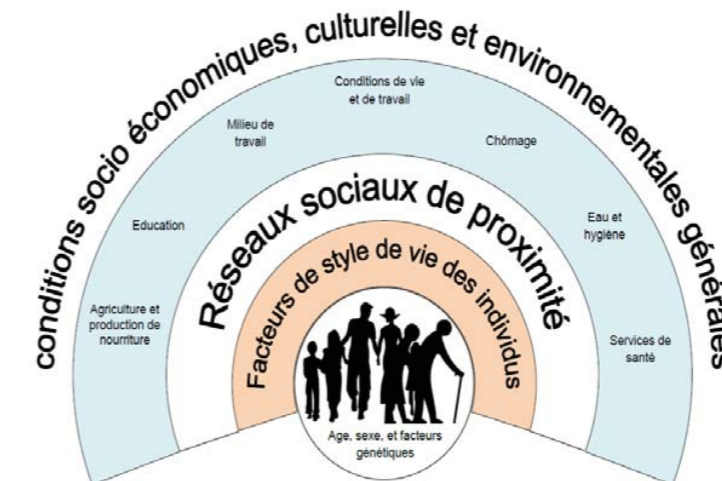 conditions socio économiques, culturelles et environnementales générales
Conditions de vie
et de travail
Milieu de
travail
Chômage
Education
Eau et
hygiène
Agriculture et
production de
nourriture
Services de
santé
Réseaux sociaux de proximité
Facteurs de style de vie des individus
Age, sexe, et facteurs
génétiques